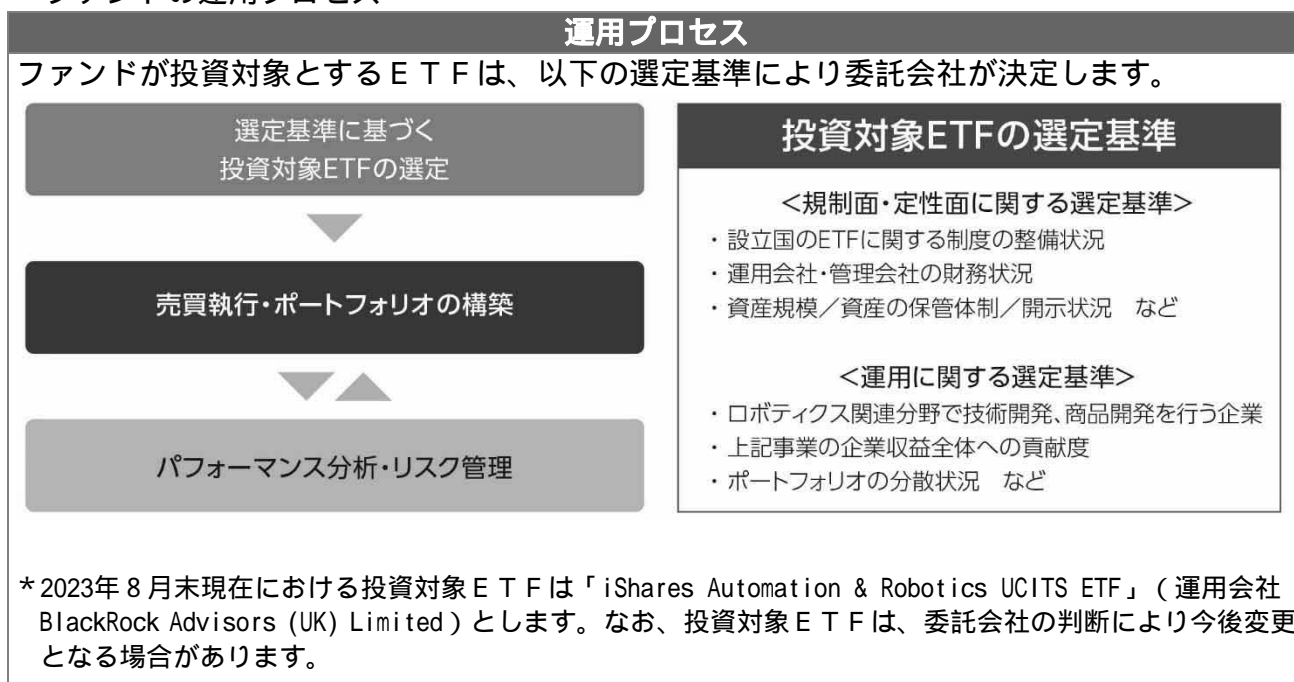 ファンドの運用プロセス
運用プロセス
ファンドが投資対象とするＥＴＦは、以下の選定基準により委託会社が決定します。
選定基準に基づく
投資対象ETFの選定
売買執行・ポートフォリオの構築
パフォーマンス分析・リスク管理
投資対象ETFの選定基準
＜規制面・定性面に関する選定基準＞
・設立国のETFに関する制度の整備状況
・運用会社・管理会社の財務状況
・資産規模／資産の保管体制／開示状況　など
＜運用に関する選定基準＞
・ロボティクス関連分野で技術開発、商品開発を行う企業
・上記事業の企業収益全体への貢献度
・ポートフォリオの分散状況　など
＊2023年８月末現在における投資対象ＥＴＦは「iShares Automation & Robotics UCITS ETF」（運用会社
BlackRock Advisors (UK) Limited）とします。なお、投資対象ＥＴＦは、委託会社の判断により今後変更
となる場合があります。